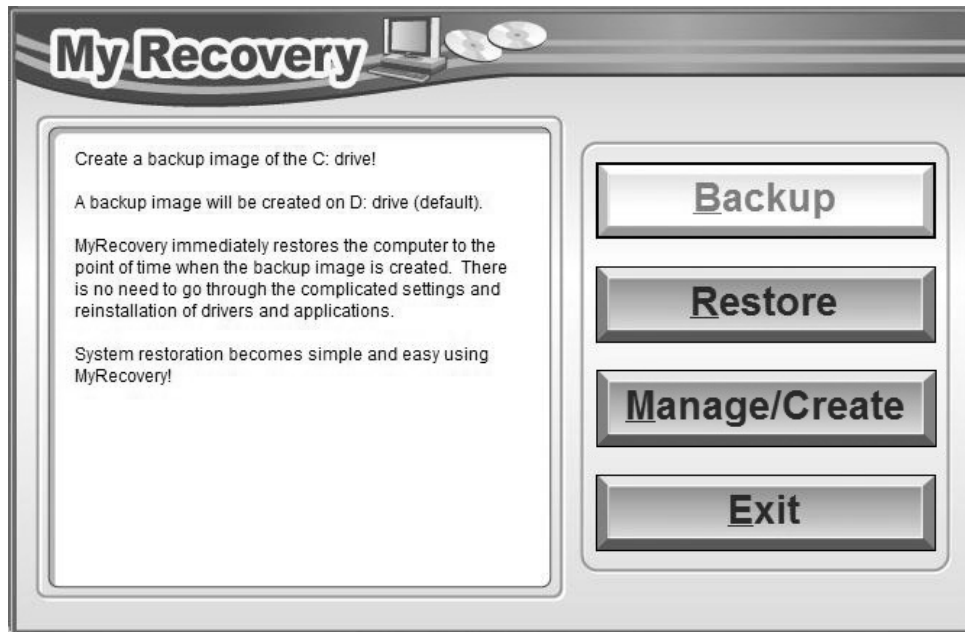 My Recovery
Create a backup image of the C: drive!
A backup image will be created on D: drive (default).
MyRecovery immediately restores the computer to the
point of time when the backup image is created.  There
is no need to go through the complicated settings and
reinstallation of drivers and applications.
System restoration becomes simple and easy using
MyRecovery!
Backup
Restore
Manage/Create
Exit